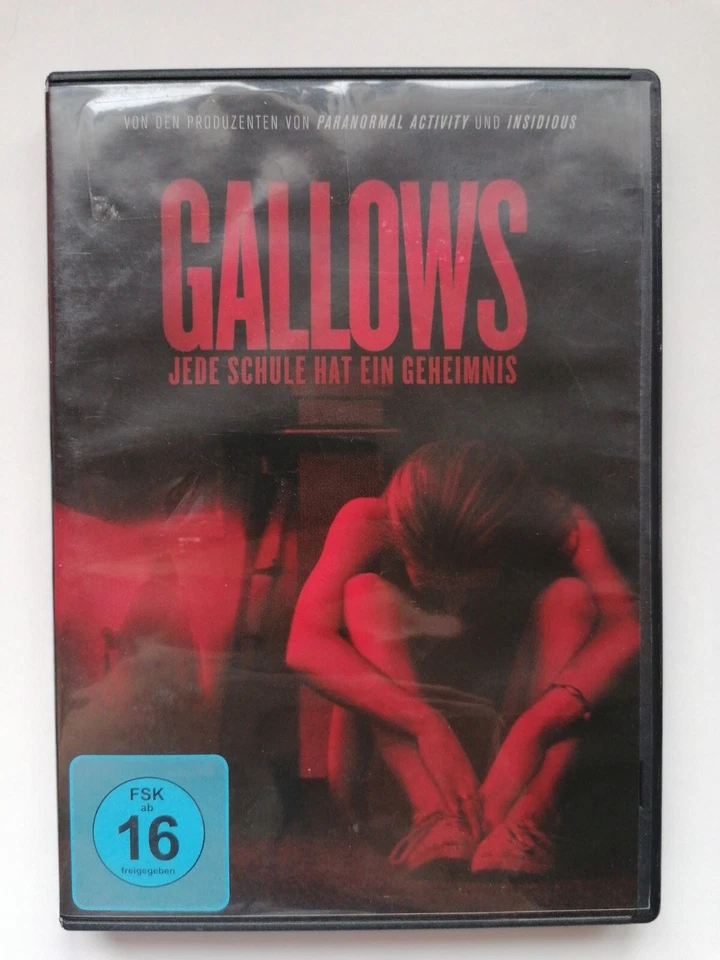 VON DEN PRODUZENTEN VON PARANORMAL ACTIVITY UND INSIDIOUS
GALLOWS
JEDE SCHULE HAT EIN GEHEIMNIS
FSK
ab
16
freigegeben